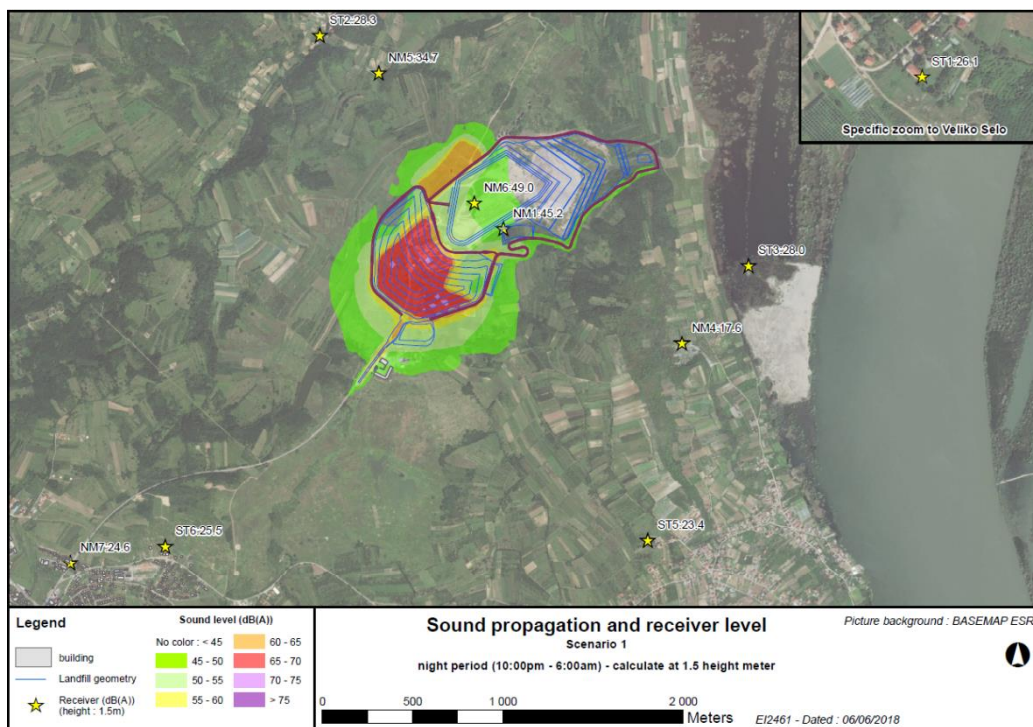 ST2:28.3
NM5:34.7
ST1:26.1
Specific zoom to Veliko Selo
NM6:49.0
NM1:45.2
ST3:28.0
NM4:17.6
ST6:25.5
NM7:24.6
ST5:23.4
Legend
building
Landfill geometry
Receiver (dB(A))
(height : 1.5m)
Sound level (dB(A))
No color : < 45
45 - 50
50 - 55
55 - 60
60 - 65
65 - 70
70 - 75
> 75
Sound propagation and receiver level
Scenario 1
night period (10:00pm - 6:00am) - calculate at 1.5 height meter
Picture background : BASEMAP ESR
0 500 1 000 2 000
Meters
EI2461 - Dated : 06/06/2018